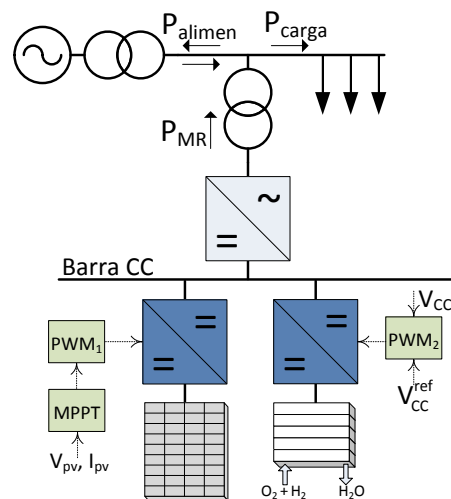 P_alimen P_carga
P_MR
~
=
Barra CC
= =
= =
V_CC
PWM_1 PWM_2
V_CC^ref
MPPT
V_pv, I_pv
O_2 + H_2 H_2O